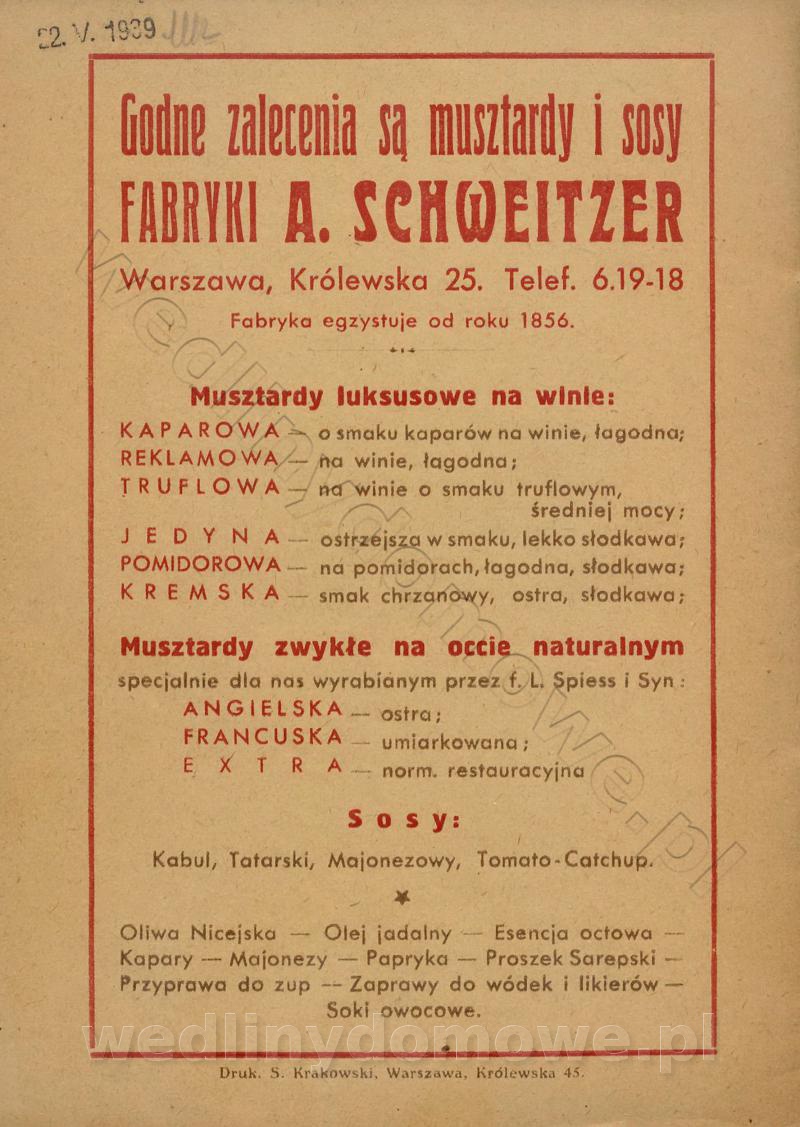 22. V. 1939
Godne zalecenia są musztardy i sosy
FABRYKI A. SCHWEITZER
Warszawa, Królewska 25. Telef. 6.19-18
Fabryka egzystuje od roku 1856.
Musztardy luksusowe na winie:
KAPAROWA — o smaku kaparów na winie, łagodna;
REKLAMOWA — na winie, łagodna;
TRUFLOWA — na winie o smaku truflowym,
średniej mocy;
JEDYNA — ostrzejsza w smaku, lekko słodkawa;
POMIDOROWA — na pomidorach, łagodna, słodkawa;
KREMSKA — smak chrzanowy, ostra, słodkawa;
Musztardy zwykłe na occie naturalnym
specjalnie dla nas wyrabianym przez f. L. Spiess i Syn:
ANGIELSKA — ostra;
FRANCUSKA — umiarkowana;
EXTRA — norm. restauracyjna
Sosy:
Kabul, Tatarski, Majonezowy, Tomato-Catchup.
Oliwa Nicejska — Olej jadalny — Esencja octowa —
Kapary — Majonezy — Papryka — Proszek Sarepski —
Przyprawa do zup — Zaprawy do wódek i likierów —
Soki owocowe.
wedlinydomowe.pl
Druk. S. Krakowski, Warszawa, Królewska 45.
wedlinydomowe.pl